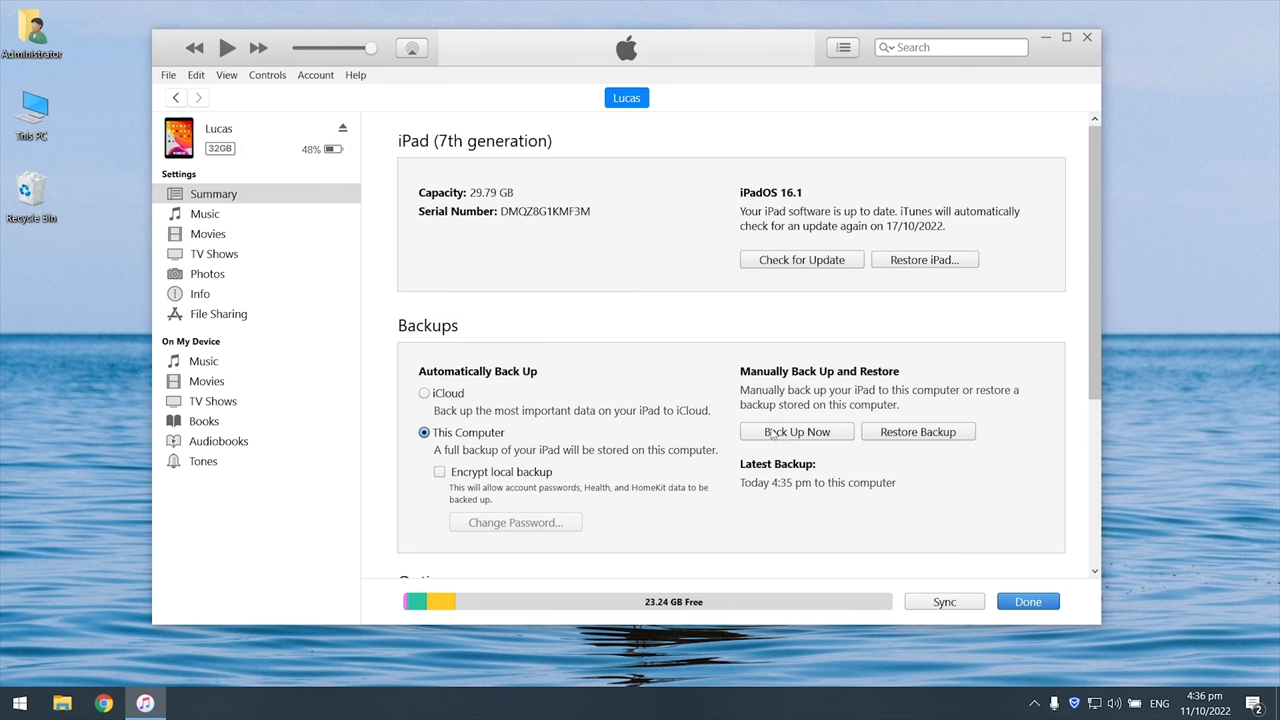 Administrator
This PC
Recycle Bin
Search
File Edit View Controls Account Help
Lucas
Lucas
32GB
48%
Settings
Summary
Music
Movies
TV Shows
Photos
Info
File Sharing
On My Device
Music
Movies
TV Shows
Books
Audiobooks
Tones
iPad (7th generation)
Capacity: 29.79 GB
Serial Number: DMQZ8G1KMF3M
iPadOS 16.1
Your iPad software is up to date. iTunes will automatically
check for an update again on 17/10/2022.
Check for Update
Restore iPad...
Backups
Automatically Back Up
iCloud
Back up the most important data on your iPad to iCloud.
This Computer
A full backup of your iPad will be stored on this computer.
Encrypt local backup
This will allow account passwords, Health, and HomeKit data to be
backed up.
Change Password...
Manually Back Up and Restore
Manually back up your iPad to this computer or restore a
backup stored on this computer.
Back Up Now
Restore Backup
Latest Backup:
Today 4:35 pm to this computer
23.24 GB Free
Sync
Done
ENG
4:36 pm
11/10/2022
2